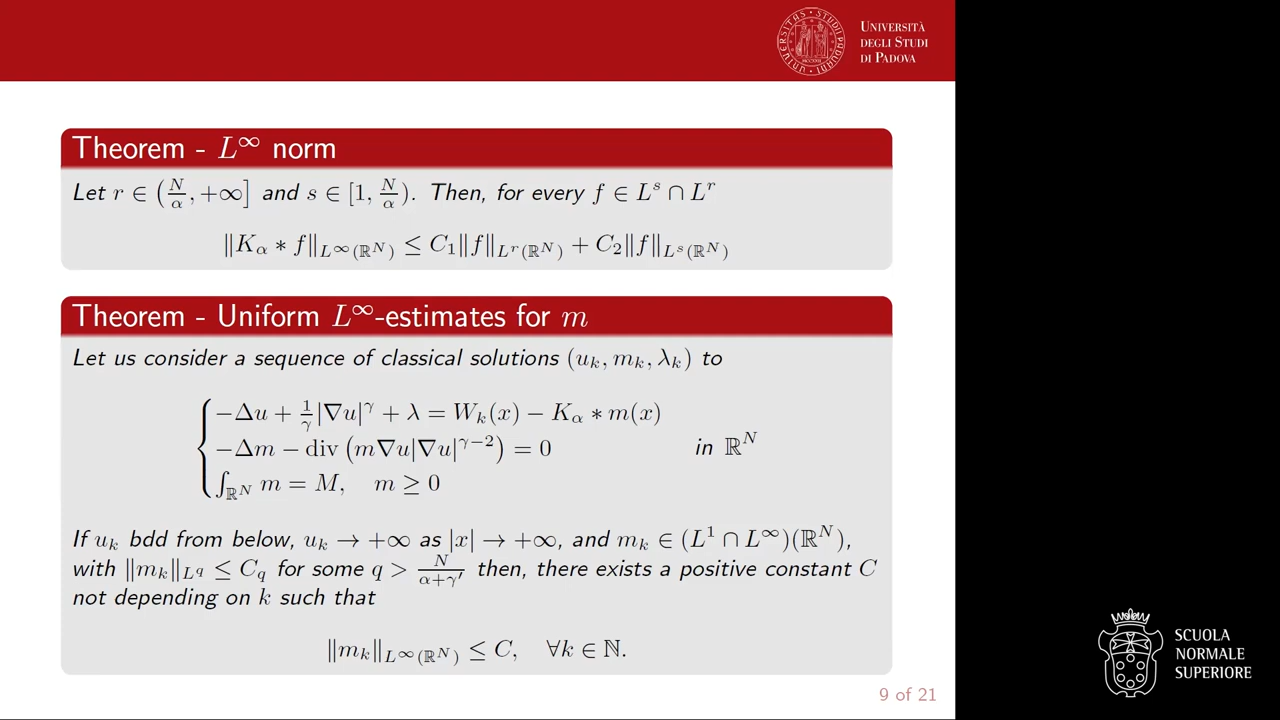 UNIVERSITÀ
DEGLI STUDI
DI PADOVA
Theorem - L^∞ norm
Let r ∈ (N/α, +∞] and s ∈ [1, N/α). Then, for every f ∈ L^s ∩ L^r
‖K_α ∗ f‖_{L^∞(ℝ^N)} ≤ C_1‖f‖_{L^r(ℝ^N)} + C_2‖f‖_{L^s(ℝ^N)}
Theorem - Uniform L^∞-estimates for m
Let us consider a sequence of classical solutions (u_k, m_k, λ_k) to
−Δu + 1/γ |∇u|^γ + λ = W_k(x) − K_α ∗ m(x)
−Δm − div (m∇u|∇u|^{γ−2}) = 0 in ℝ^N
∫_{ℝ^N} m = M, m ≥ 0
If u_k bdd from below, u_k → +∞ as |x| → +∞, and m_k ∈ (L^1 ∩ L^∞)(ℝ^N),
with ‖m_k‖_{L^q} ≤ C_q for some q > N/(α+γ′) then, there exists a positive constant C
not depending on k such that
‖m_k‖_{L^∞(ℝ^N)} ≤ C, ∀k ∈ ℕ.
9 of 21
SCUOLA
NORMALE
SUPERIORE